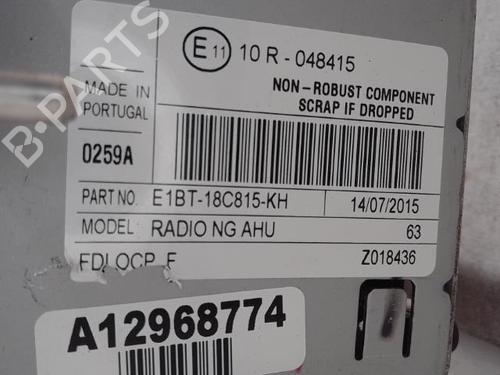 E11 10 R - 048415
NON - ROBUST COMPONENT
SCRAP IF DROPPED
MADE IN
PORTUGAL
0259A
PART NO. E1BT-18C815-KH 14/07/2015
MODEL: RADIO NG AHU 63
FDLOCP F Z018436
A12968774
B-PARTS